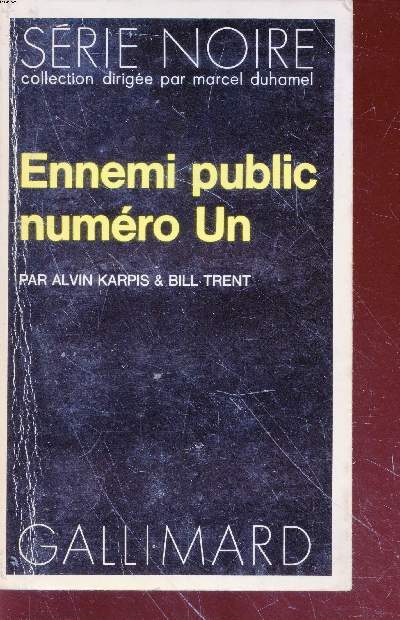 SÉRIE NOIRE
collection dirigée par marcel duhamel
Ennemi public
numéro Un
PAR ALVIN KARPIS & BILL TRENT
GALLIMARD